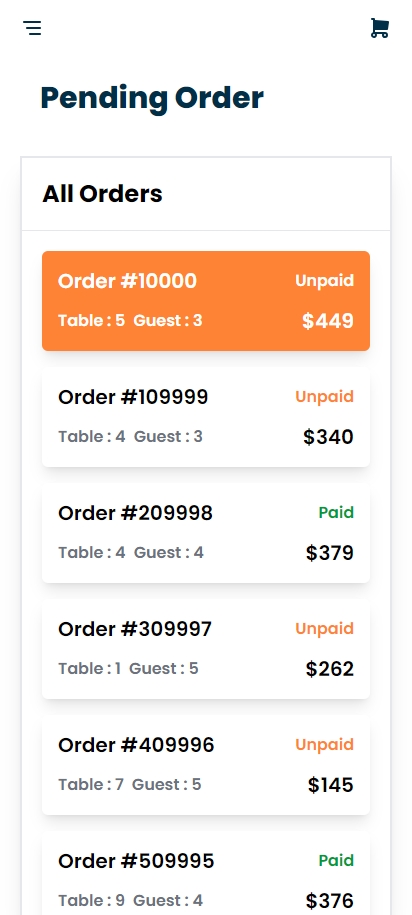 Pending Order
All Orders
Order #10000 Unpaid
Table : 5 Guest : 3 $449
Order #109999 Unpaid
Table : 4 Guest : 3 $340
Order #209998 Paid
Table : 4 Guest : 4 $379
Order #309997 Unpaid
Table : 1 Guest : 5 $262
Order #409996 Unpaid
Table : 7 Guest : 5 $145
Order #509995 Paid
Table : 9 Guest : 4 $376